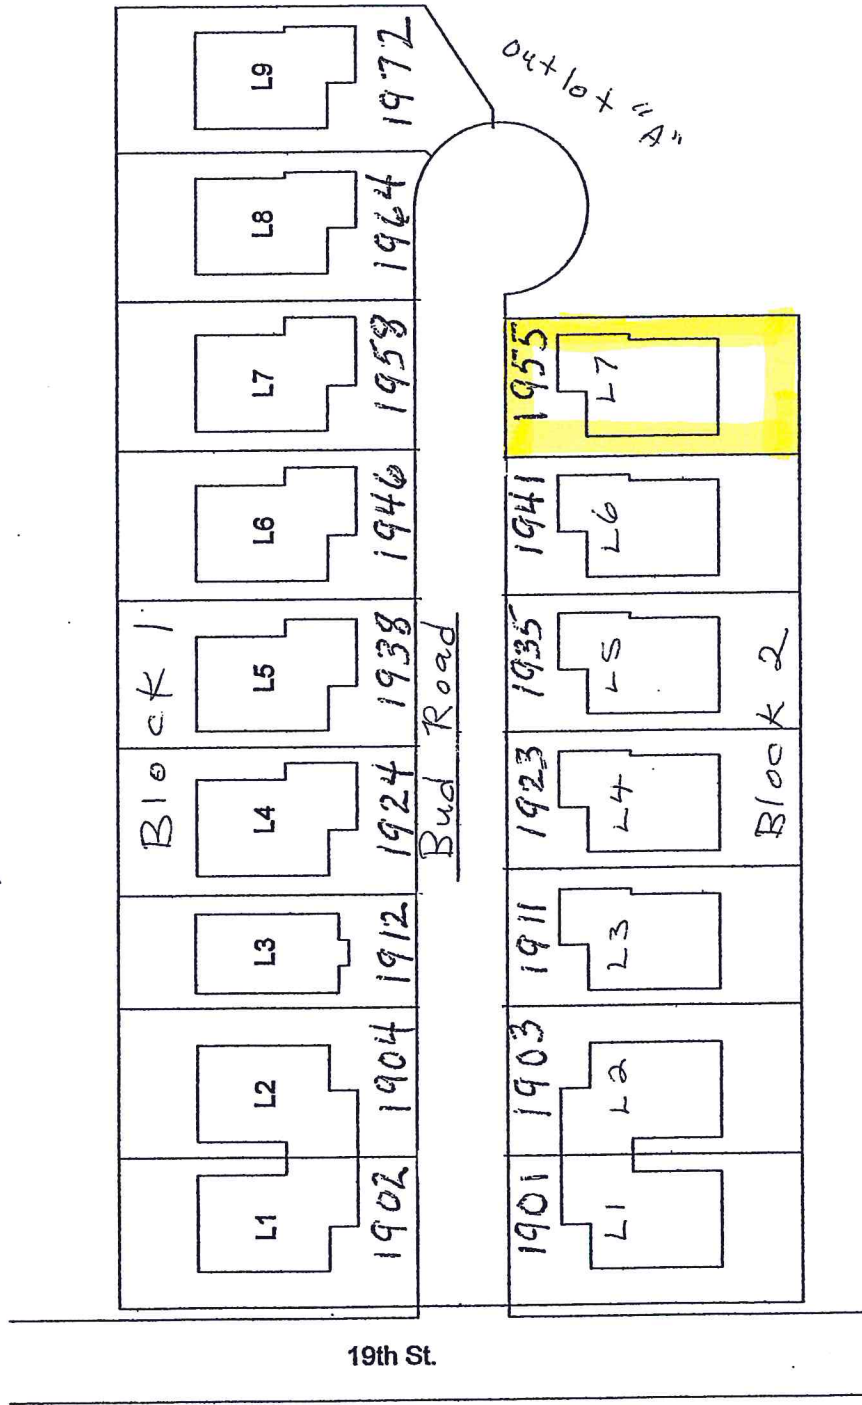 L9
1972
Outlot "A"
L8
1964
L7
1958
1955
L7
L6
1946
1941
L6
Block 1
L5
1938
Bud Road
1935
L5
Block 2
L4
1924
1923
L4
L3
1912
1911
L3
L2
1904
1903
L2
L1
1902
1901
L1
19th St.